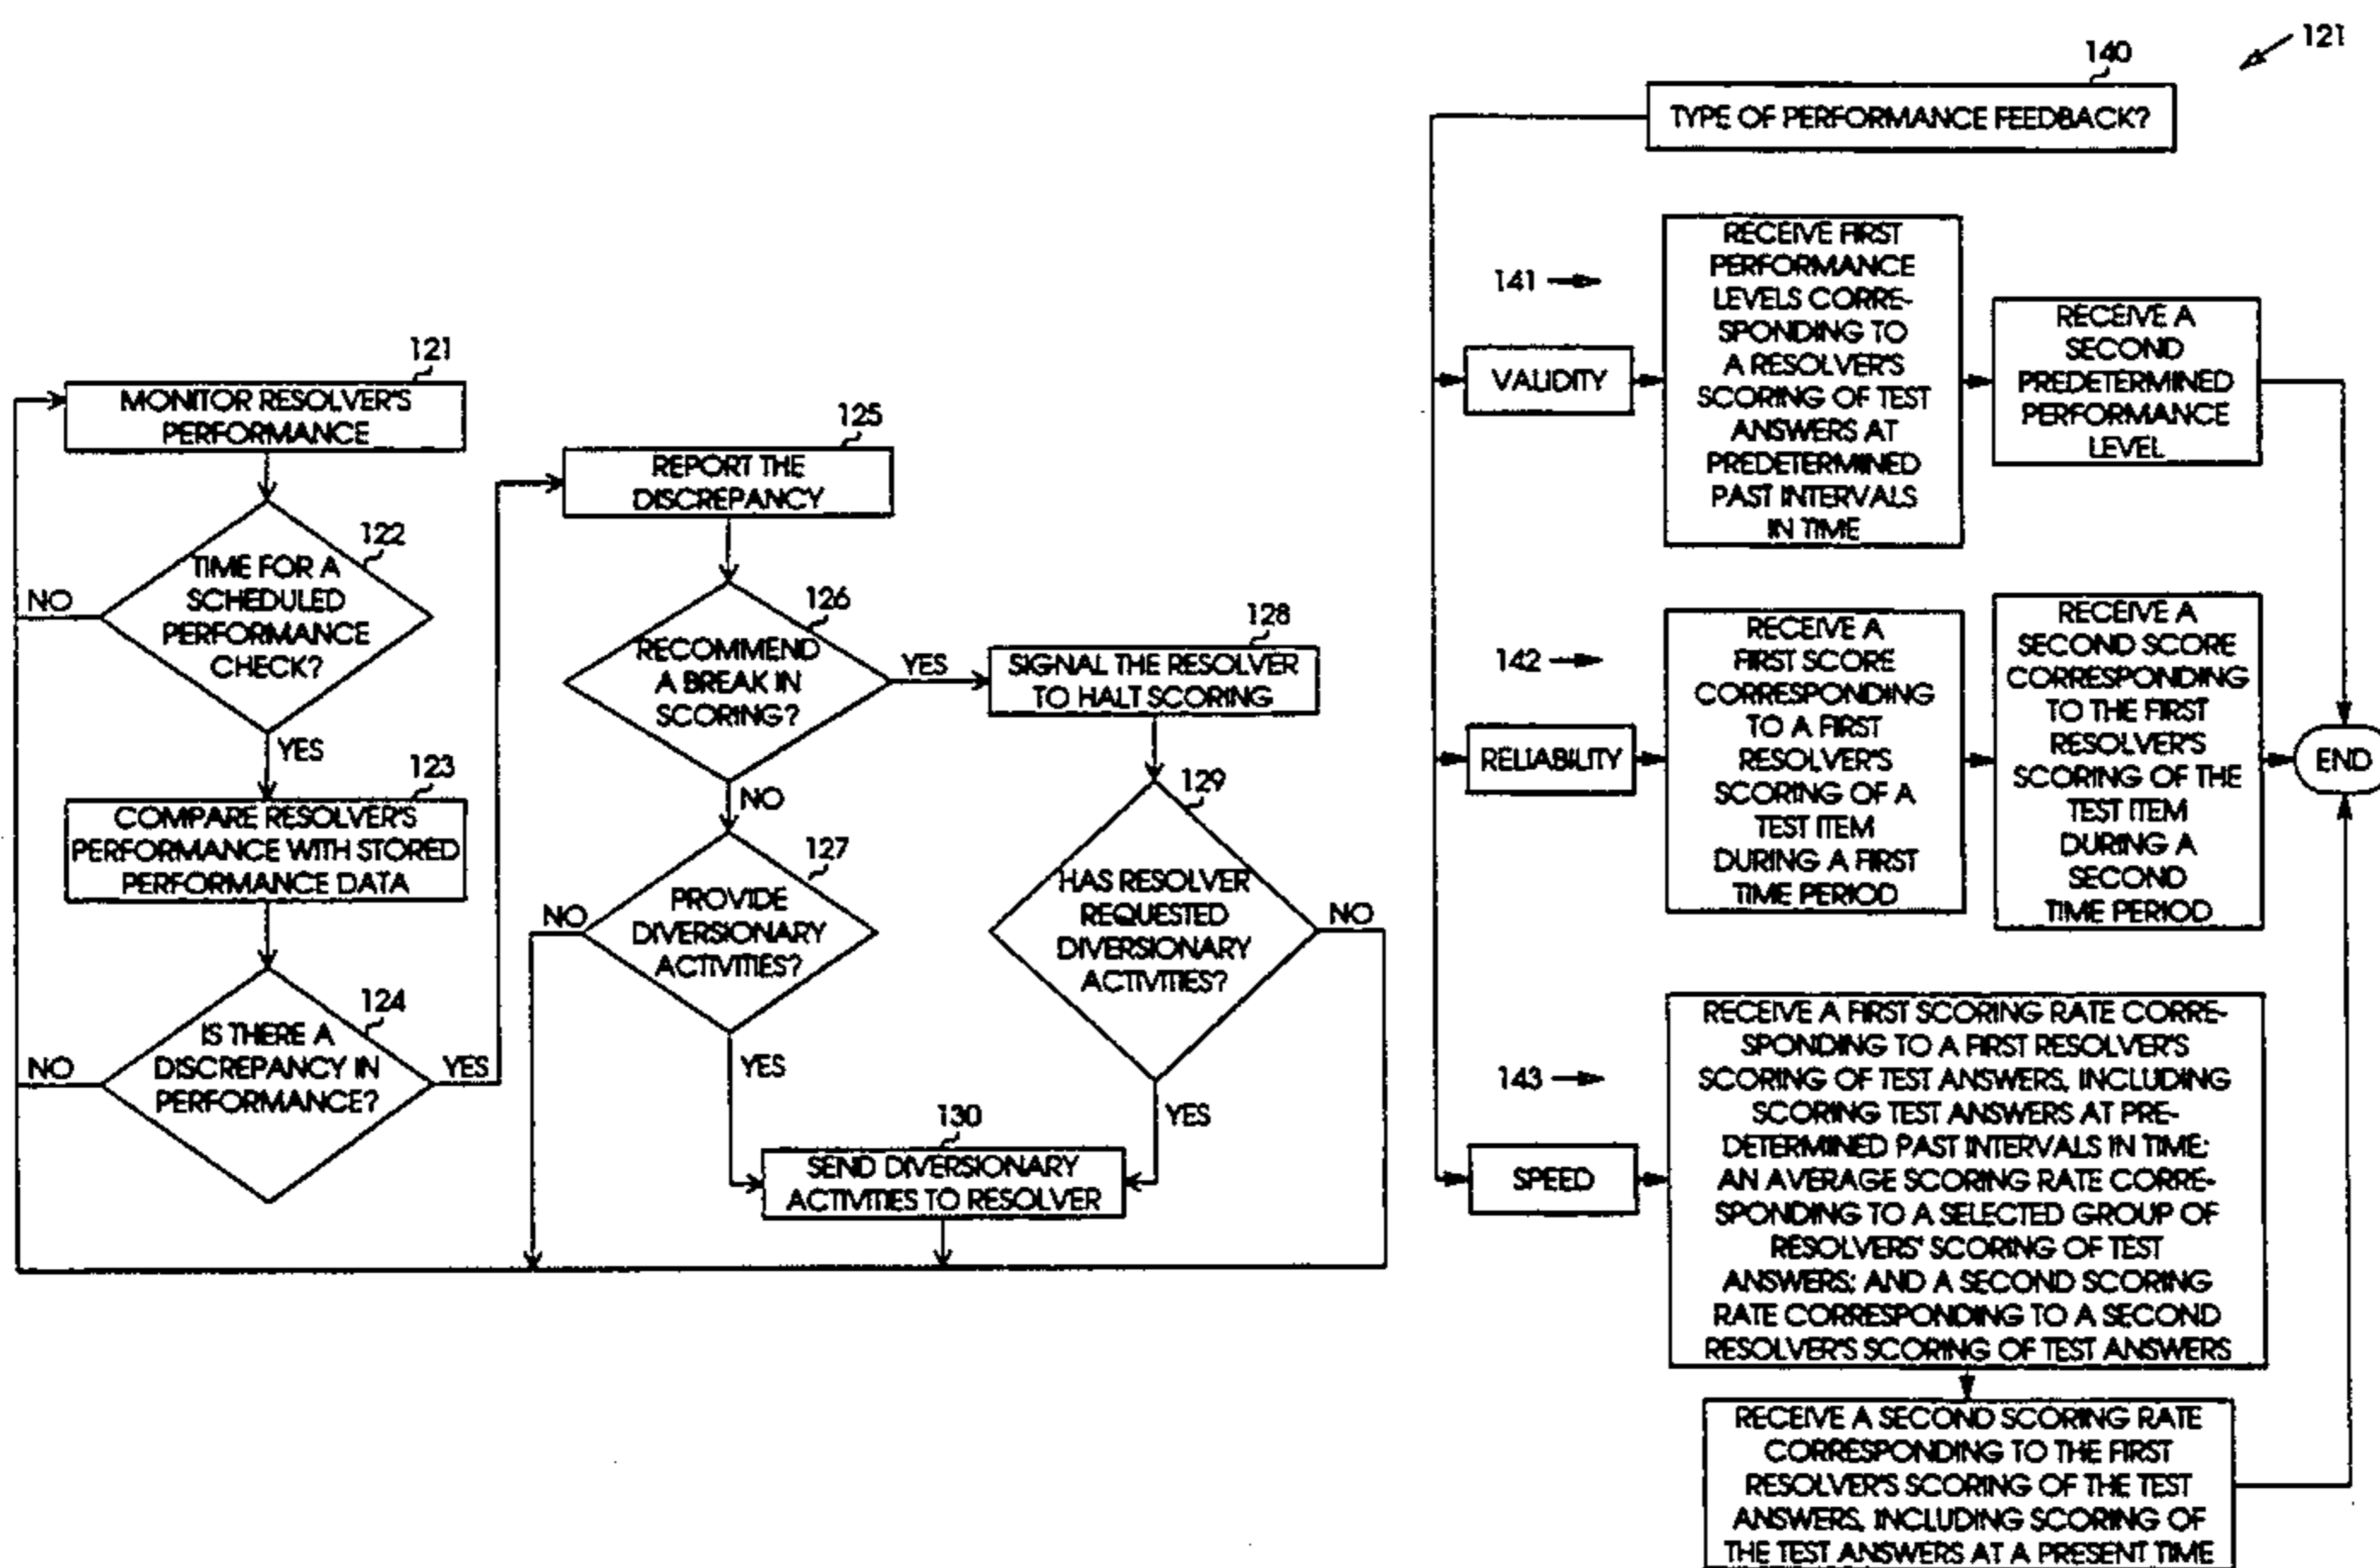 121
MONITOR RESOLVER'S
PERFORMANCE
122
TIME FOR A
SCHEDULED
PERFORMANCE
CHECK?
NO
YES
123
COMPARE RESOLVER'S
PERFORMANCE WITH STORED
PERFORMANCE DATA
124
IS THERE A
DISCREPANCY IN
PERFORMANCE?
NO
YES
125
REPORT THE
DISCREPANCY
126
RECOMMEND
A BREAK IN
SCORING?
YES
NO
127
PROVIDE
DIVERSIONARY
ACTIVITIES?
NO
YES
128
SIGNAL THE RESOLVER
TO HALT SCORING
129
HAS RESOLVER
REQUESTED
DIVERSIONARY
ACTIVITIES?
NO
YES
130
SEND DIVERSIONARY
ACTIVITIES TO RESOLVER
121
140
TYPE OF PERFORMANCE FEEDBACK?
141
VALIDITY
RECEIVE FIRST
PERFORMANCE
LEVELS CORRE-
SPONDING TO
A RESOLVER'S
SCORING OF TEST
ANSWERS AT
PREDETERMINED
PAST INTERVALS
IN TIME
RECEIVE A
SECOND
PREDETERMINED
PERFORMANCE
LEVEL
142
RELIABILITY
RECEIVE A
FIRST SCORE
CORRESPONDING
TO A FIRST
RESOLVER'S
SCORING OF A
TEST ITEM
DURING A FIRST
TIME PERIOD
RECEIVE A
SECOND SCORE
CORRESPONDING
TO THE FIRST
RESOLVER'S
SCORING OF THE
TEST ITEM
DURING A
SECOND
TIME PERIOD
END
143
SPEED
RECEIVE A FIRST SCORING RATE CORRE-
SPONDING TO A FIRST RESOLVER'S
SCORING OF TEST ANSWERS, INCLUDING
SCORING TEST ANSWERS AT PRE-
DETERMINED PAST INTERVALS IN TIME;
AN AVERAGE SCORING RATE CORRE-
SPONDING TO A SELECTED GROUP OF
RESOLVERS' SCORING OF TEST
ANSWERS; AND A SECOND SCORING
RATE CORRESPONDING TO A SECOND
RESOLVER'S SCORING OF TEST ANSWERS
RECEIVE A SECOND SCORING RATE
CORRESPONDING TO THE FIRST
RESOLVER'S SCORING OF THE TEST
ANSWERS, INCLUDING SCORING OF
THE TEST ANSWERS AT A PRESENT TIME